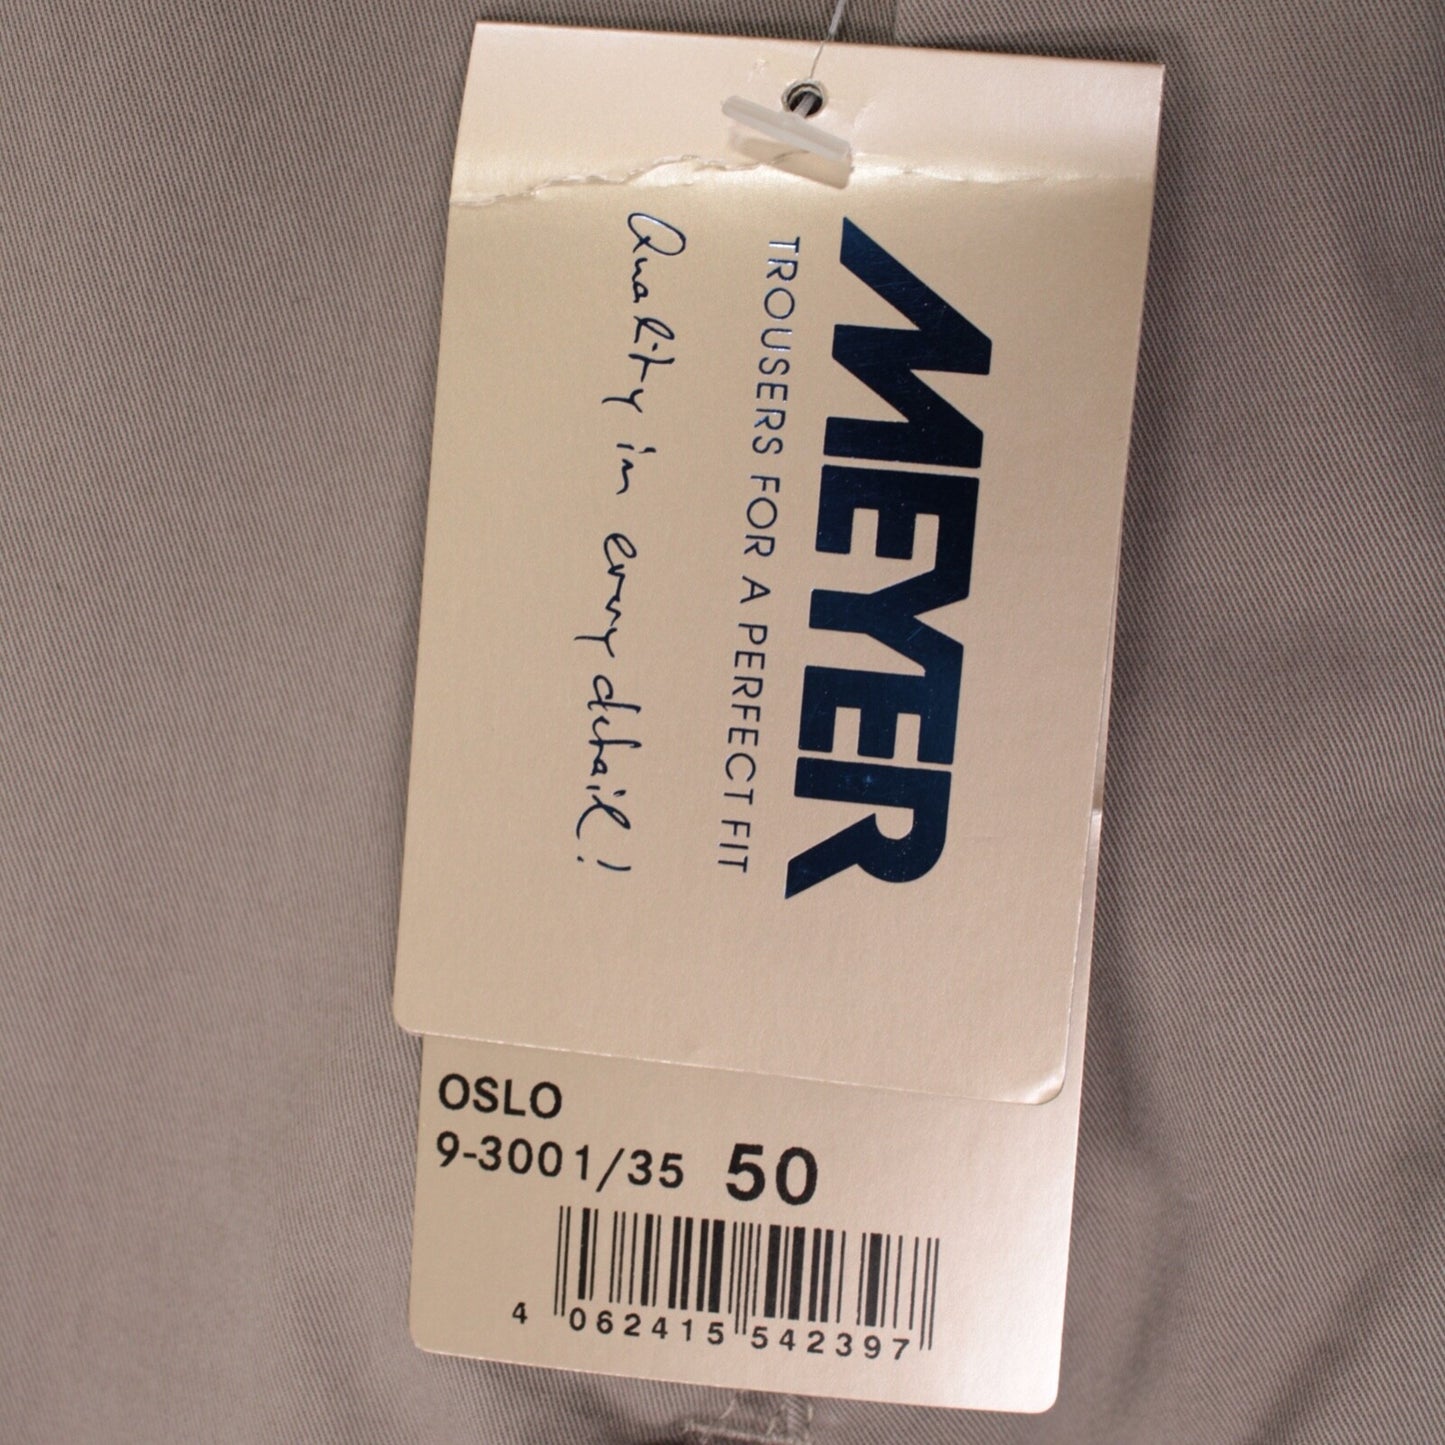 MEYER
TROUSERS FOR A PERFECT FIT
Quality in every detail!
OSLO
9-3001/35 50
4 062415 542397